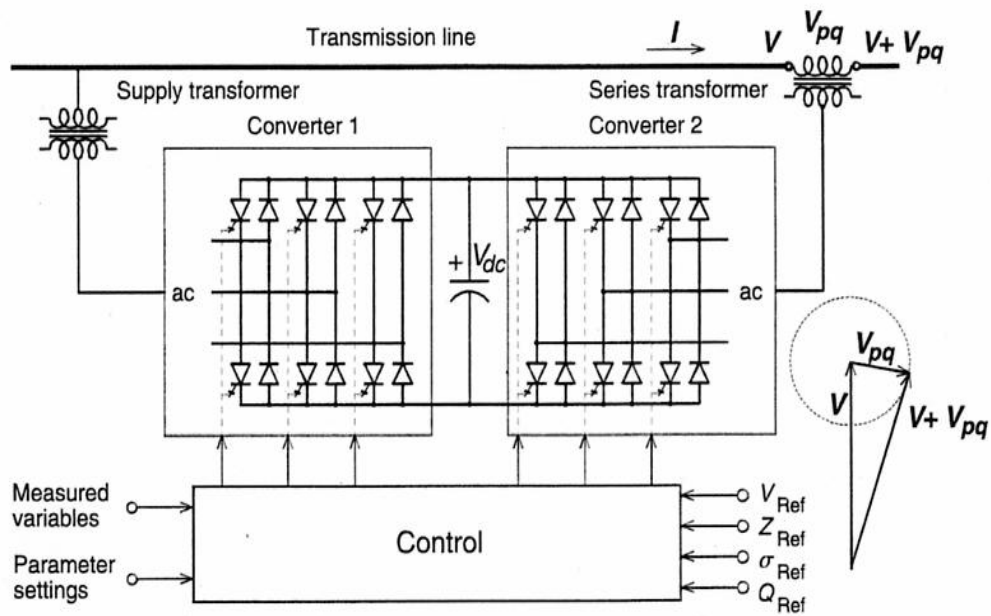 Transmission line
I
V
Vpq
V+ Vpq
Supply transformer
Series transformer
Converter 1
Converter 2
ac
+ Vdc
ac
Vpq
V
V+ Vpq
Measured
variables
Parameter
settings
Control
VRef
ZRef
σRef
QRef